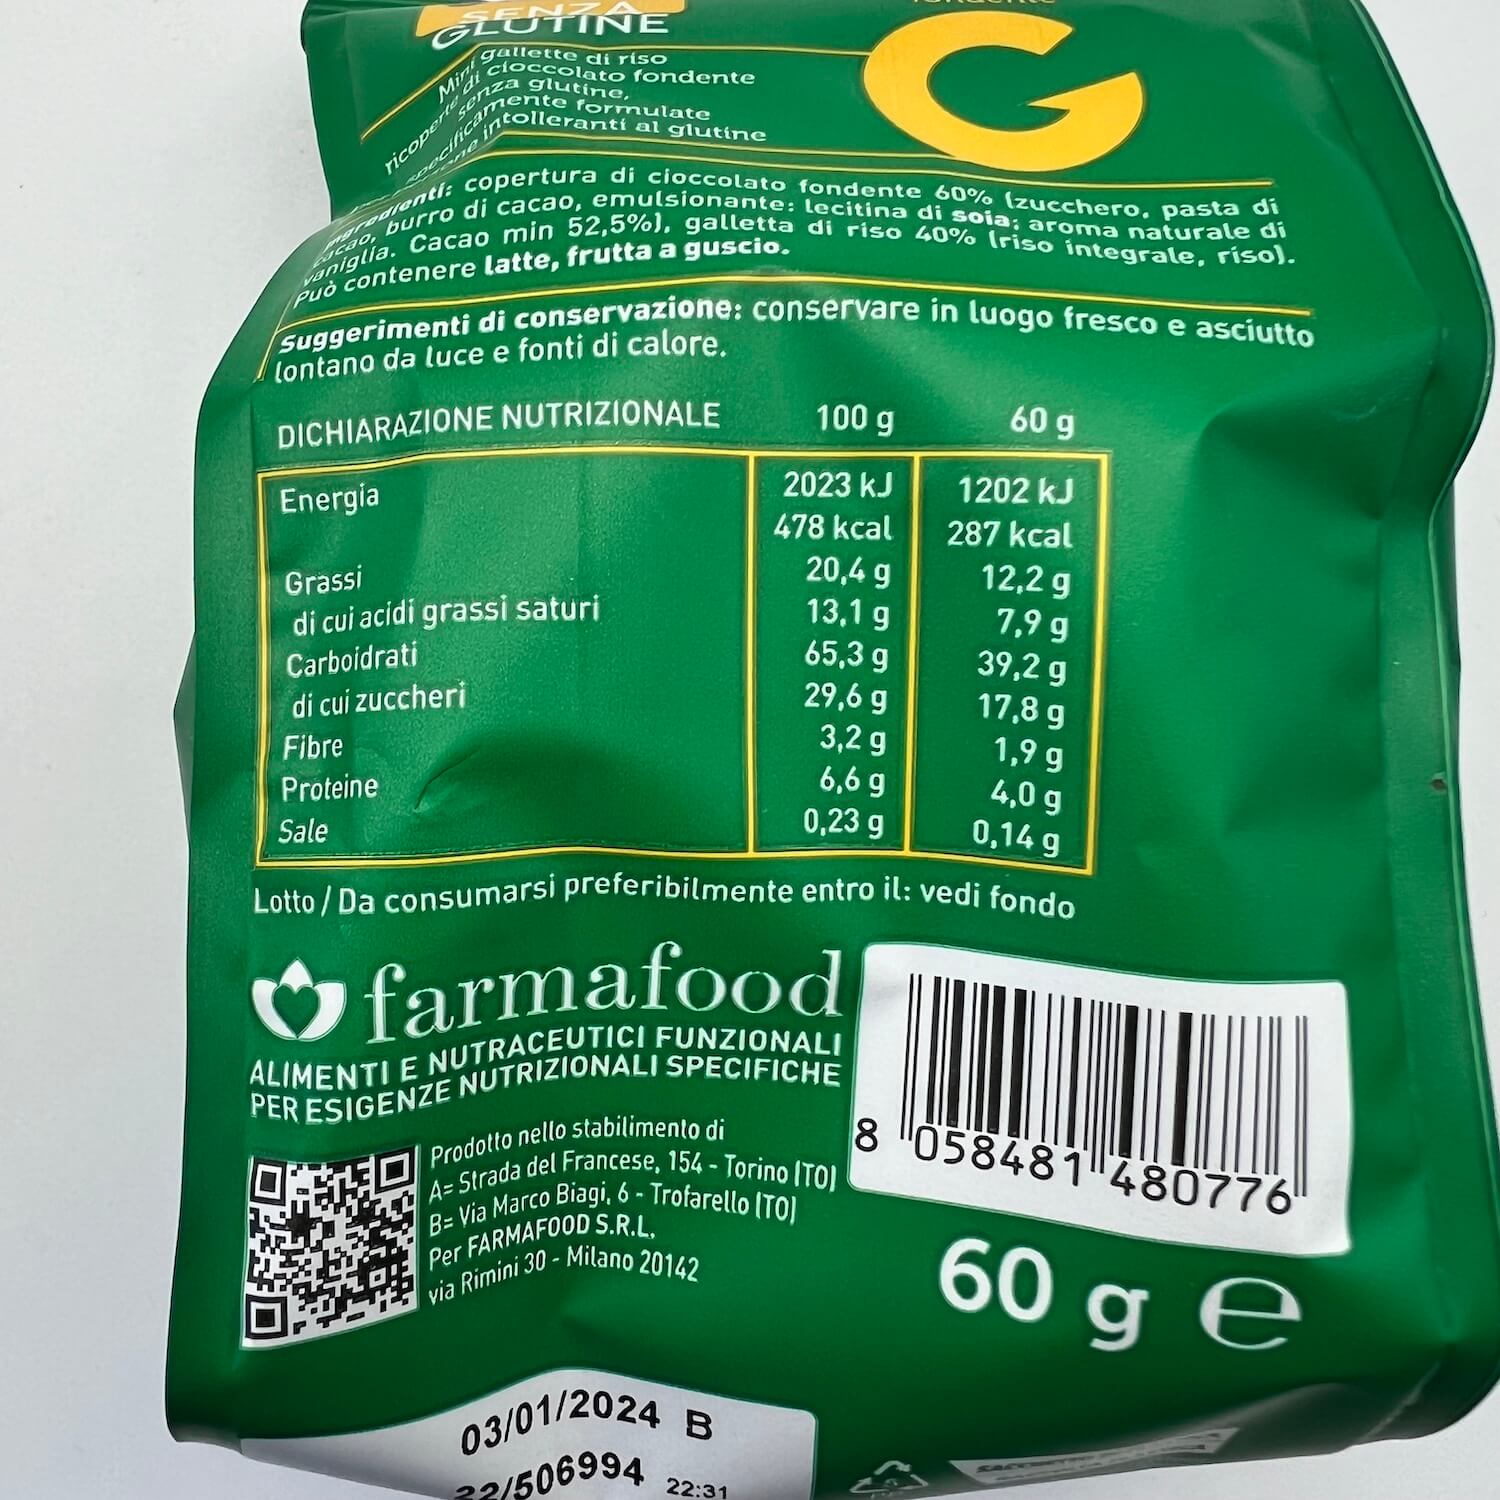 SENZA
GLUTINE
fondente
G
Mini gallette di riso
ricoperte di cioccolato fondente
senza glutine,
specificamente formulate
intolleranti al glutine
Ingredienti: copertura di cioccolato fondente 60% (zucchero, pasta di
cacao, burro di cacao, emulsionante: lecitina di soia; aroma naturale di
vaniglia. Cacao min 52,5%), galletta di riso 40% (riso integrale, riso).
Può contenere latte, frutta a guscio.
Suggerimenti di conservazione: conservare in luogo fresco e asciutto
lontano da luce e fonti di calore.
DICHIARAZIONE NUTRIZIONALE 100 g 60 g
Energia 2023 kJ 1202 kJ
478 kcal 287 kcal
Grassi 20,4 g 12,2 g
di cui acidi grassi saturi 13,1 g 7,9 g
Carboidrati 65,3 g 39,2 g
di cui zuccheri 29,6 g 17,8 g
Fibre 3,2 g 1,9 g
Proteine 6,6 g 4,0 g
Sale 0,23 g 0,14 g
Lotto / Da consumarsi preferibilmente entro il: vedi fondo
farmafood
ALIMENTI E NUTRACEUTICI FUNZIONALI
PER ESIGENZE NUTRIZIONALI SPECIFICHE
Prodotto nello stabilimento di
A= Strada del Francese, 154 - Torino (TO)
B= Via Marco Biagi, 6 - Trofarello (TO)
Per FARMAFOOD S.R.L.
via Rimini 30 - Milano 20142
8 058481 480776
60 g e
03/01/2024 B
22/506994 22:31